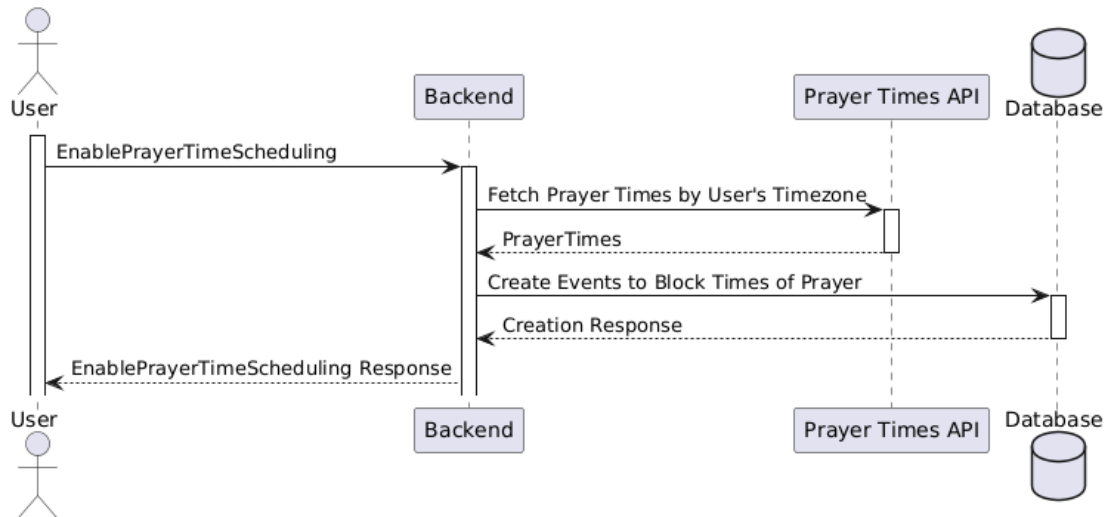 User
Backend
Prayer Times API
Database
EnablePrayerTimeScheduling
Fetch Prayer Times by User's Timezone
PrayerTimes
Create Events to Block Times of Prayer
Creation Response
EnablePrayerTimeScheduling Response
User
Backend
Prayer Times API
Database